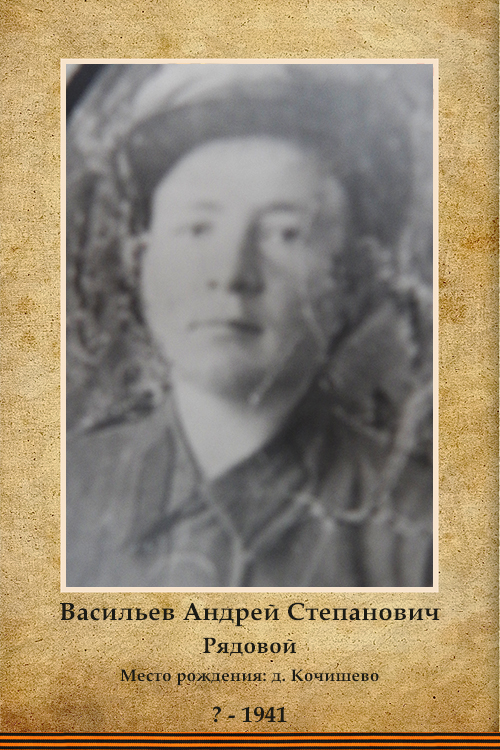 Васильев Андрей Степанович
Рядовой
Место рождения: д. Кочишево
? - 1941